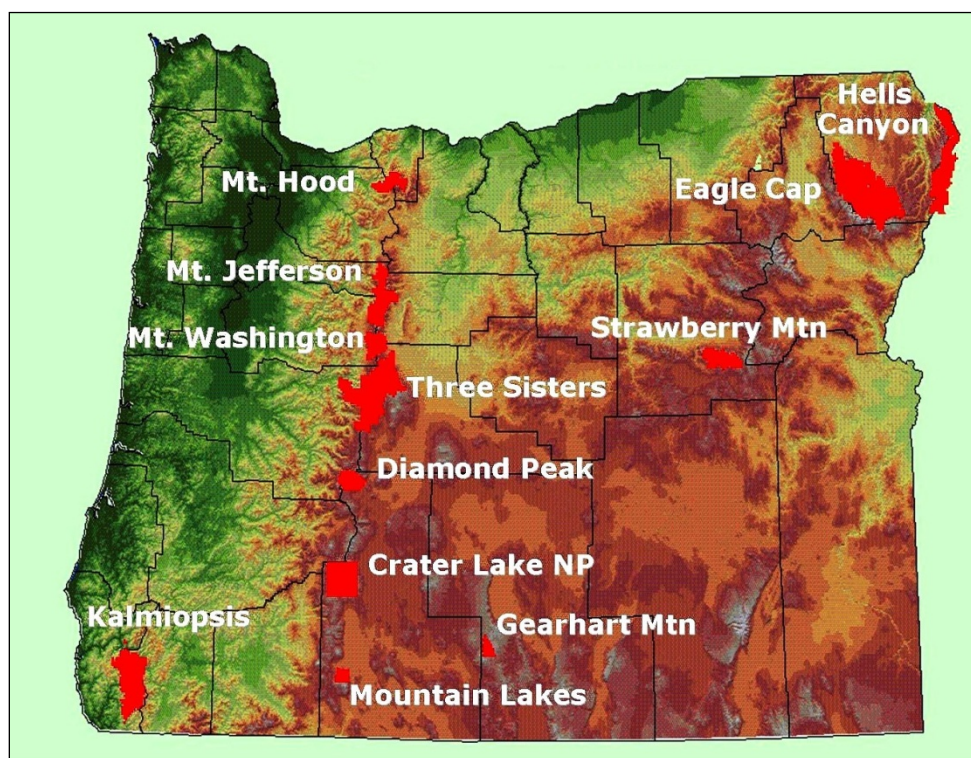 Hells
Canyon
Mt. Hood
Eagle Cap
Mt. Jefferson
Mt. Washington
Strawberry Mtn
Three Sisters
Diamond Peak
Crater Lake NP
Kalmiopsis
Gearhart Mtn
Mountain Lakes